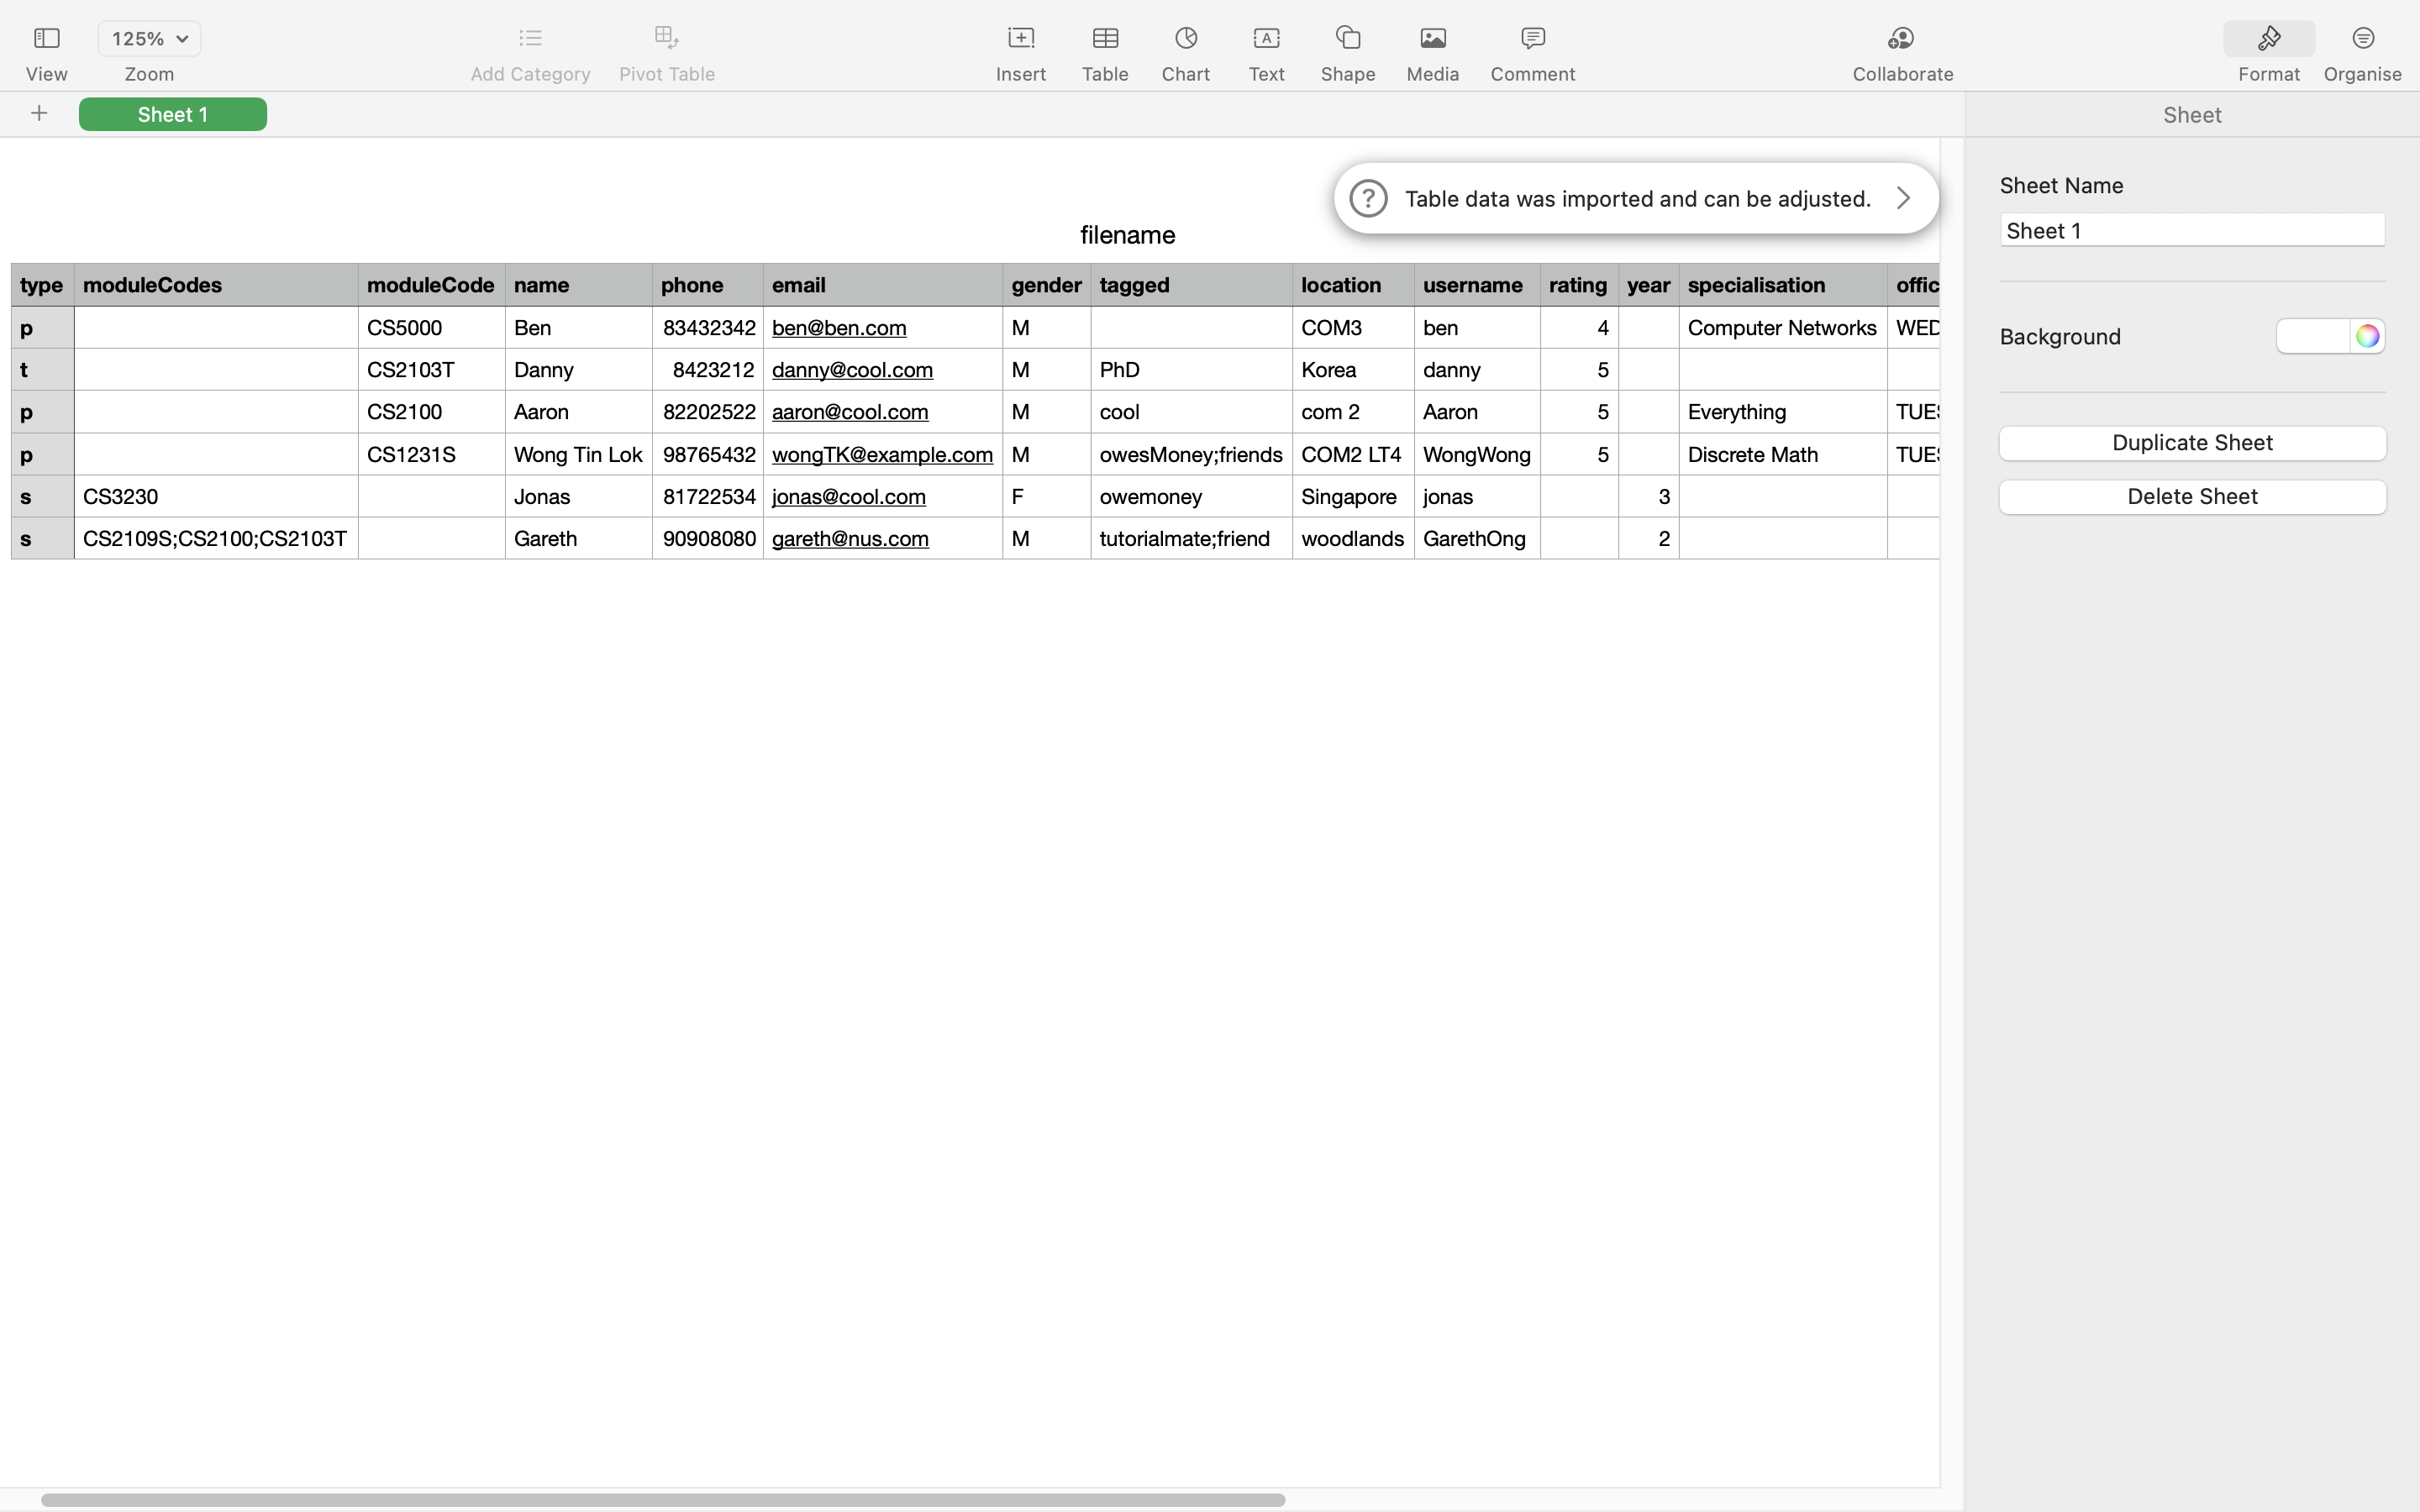 125%
View Zoom Add Category Pivot Table Insert Table Chart Text Shape Media Comment Collaborate Format Organise
Sheet 1 Sheet
Table data was imported and can be adjusted.
Sheet Name
Sheet 1
filename
type moduleCodes moduleCode name phone email gender tagged location username rating year specialisation offic
p CS5000 Ben 83432342 ben@ben.com M COM3 ben 4 Computer Networks WED
t CS2103T Danny 8423212 danny@cool.com M PhD Korea danny 5
p CS2100 Aaron 82202522 aaron@cool.com M cool com 2 Aaron 5 Everything TUES
p CS1231S Wong Tin Lok 98765432 wongTK@example.com M owesMoney;friends COM2 LT4 WongWong 5 Discrete Math TUES
s CS3230 Jonas 81722534 jonas@cool.com F owemoney Singapore jonas 3
s CS2109S;CS2100;CS2103T Gareth 90908080 gareth@nus.com M tutorialmate;friend woodlands GarethOng 2
Background
Duplicate Sheet
Delete Sheet